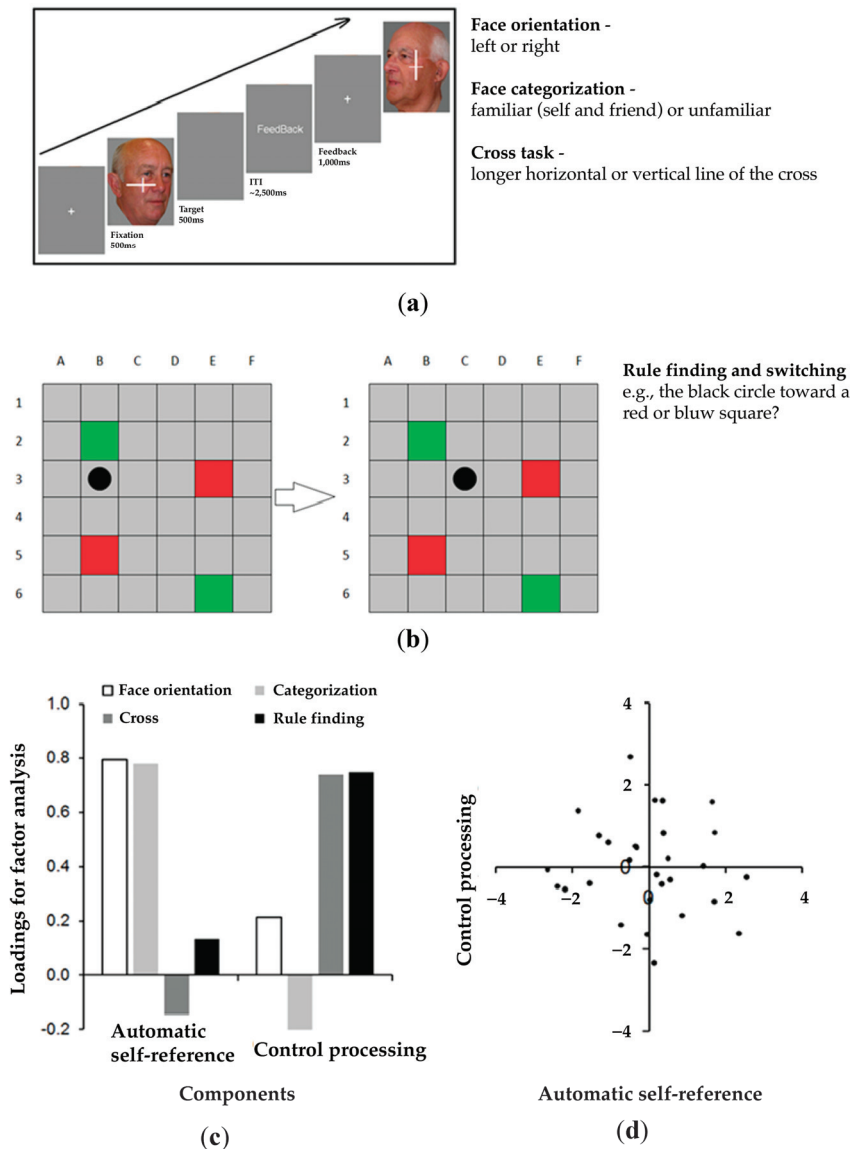 Face orientation -
left or right
Face categorization -
familiar (self and friend) or unfamiliar
Cross task -
longer horizontal or vertical line of the cross
FeedBack
Feedback
1,000ms
ITI
~2,500ms
Target
500ms
Fixation
500ms
(a)
A B C D E F
1
2
3
4
5
6
A B C D E F
1
2
3
4
5
6
Rule finding and switching
e.g., the black circle toward a
red or bluw square?
(b)
Loadings for factor analysis
1.0
0.8
0.6
0.4
0.2
0.0
-0.2
Face orientation
Categorization
Cross
Rule finding
Automatic
self-reference
Control processing
Components
(c)
Control processing
4
2
0
−2
−4
−4
−2
0
2
4
Automatic self-reference
(d)